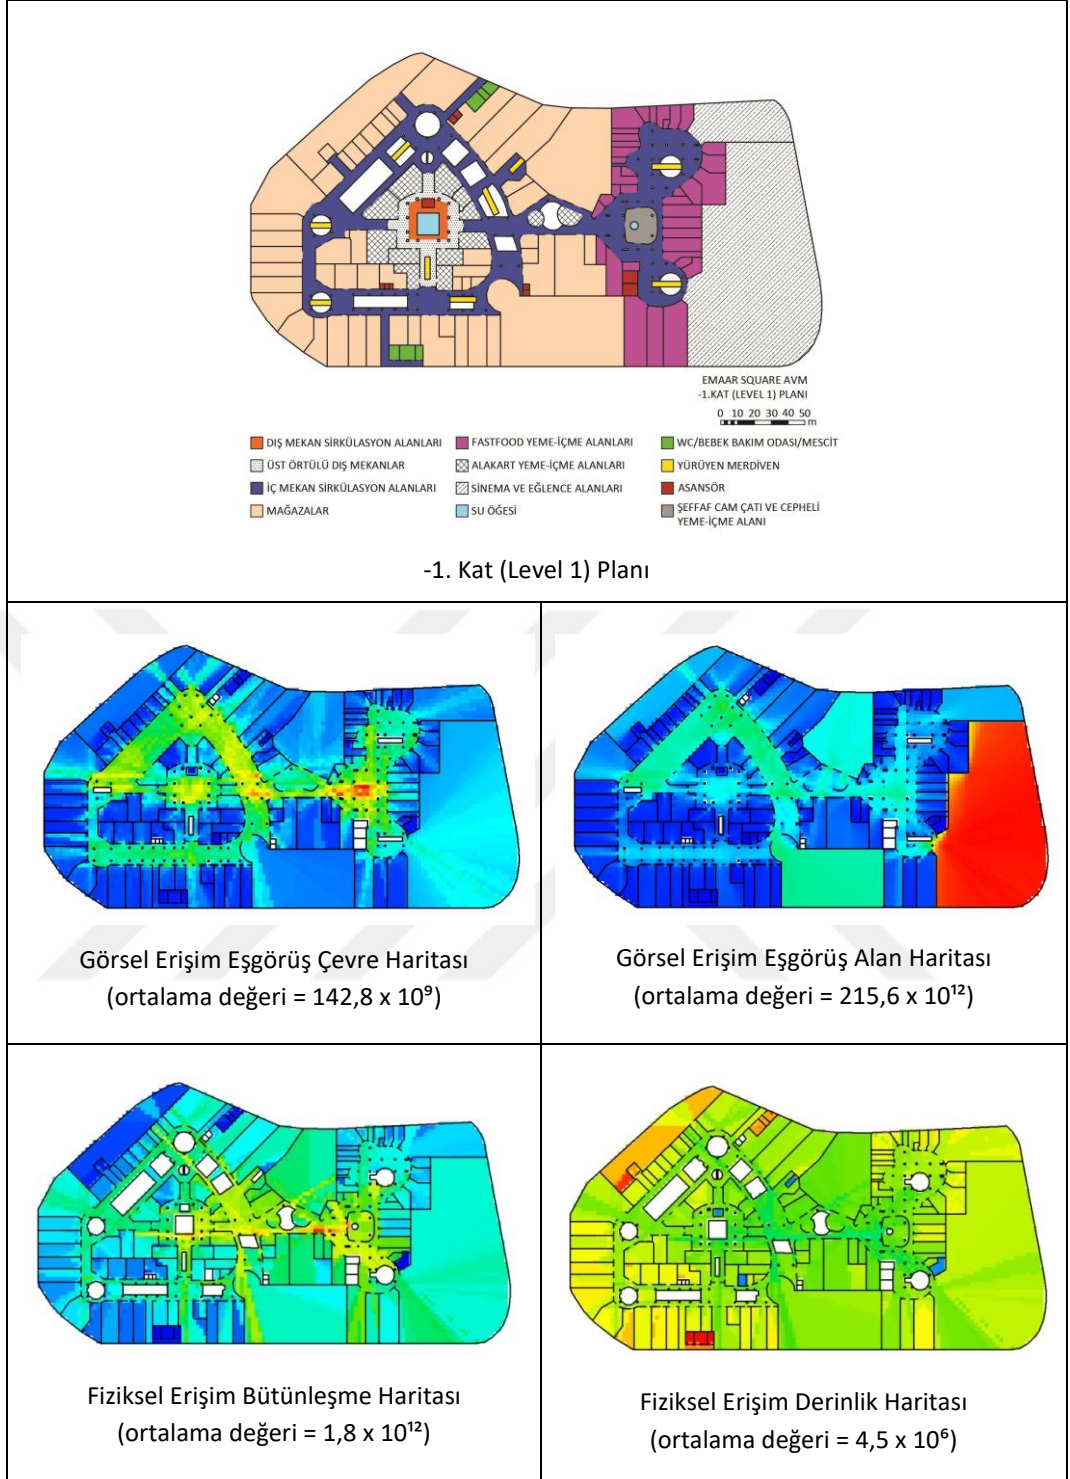 EMAAR SQUARE AVM
-1.KAT (LEVEL 1) PLANI
0 10 20 30 40 50
m
DIŞ MEKAN SİRKÜLASYON ALANLARI
FASTFOOD YEME-İÇME ALANLARI
WC/BEBEK BAKIM ODASI/MESCİT
ÜST ÖRTÜLÜ DIŞ MEKANLAR
ALAKART YEME-İÇME ALANLARI
YÜRÜYEN MERDİVEN
İÇ MEKAN SİRKÜLASYON ALANLARI
SİNEMA VE EĞLENCE ALANLARI
ASANSÖR
MAĞAZALAR
SU ÖĞESİ
ŞEFFAF CAM ÇATI VE CEPHELİ
YEME-İÇME ALANI
-1. Kat (Level 1) Planı
Görsel Erişim Eşgörüş Çevre Haritası
(ortalama değeri = 142,8 x 10⁹)
Görsel Erişim Eşgörüş Alan Haritası
(ortalama değeri = 215,6 x 10¹²)
Fiziksel Erişim Bütünleşme Haritası
(ortalama değeri = 1,8 x 10¹²)
Fiziksel Erişim Derinlik Haritası
(ortalama değeri = 4,5 x 10⁶)